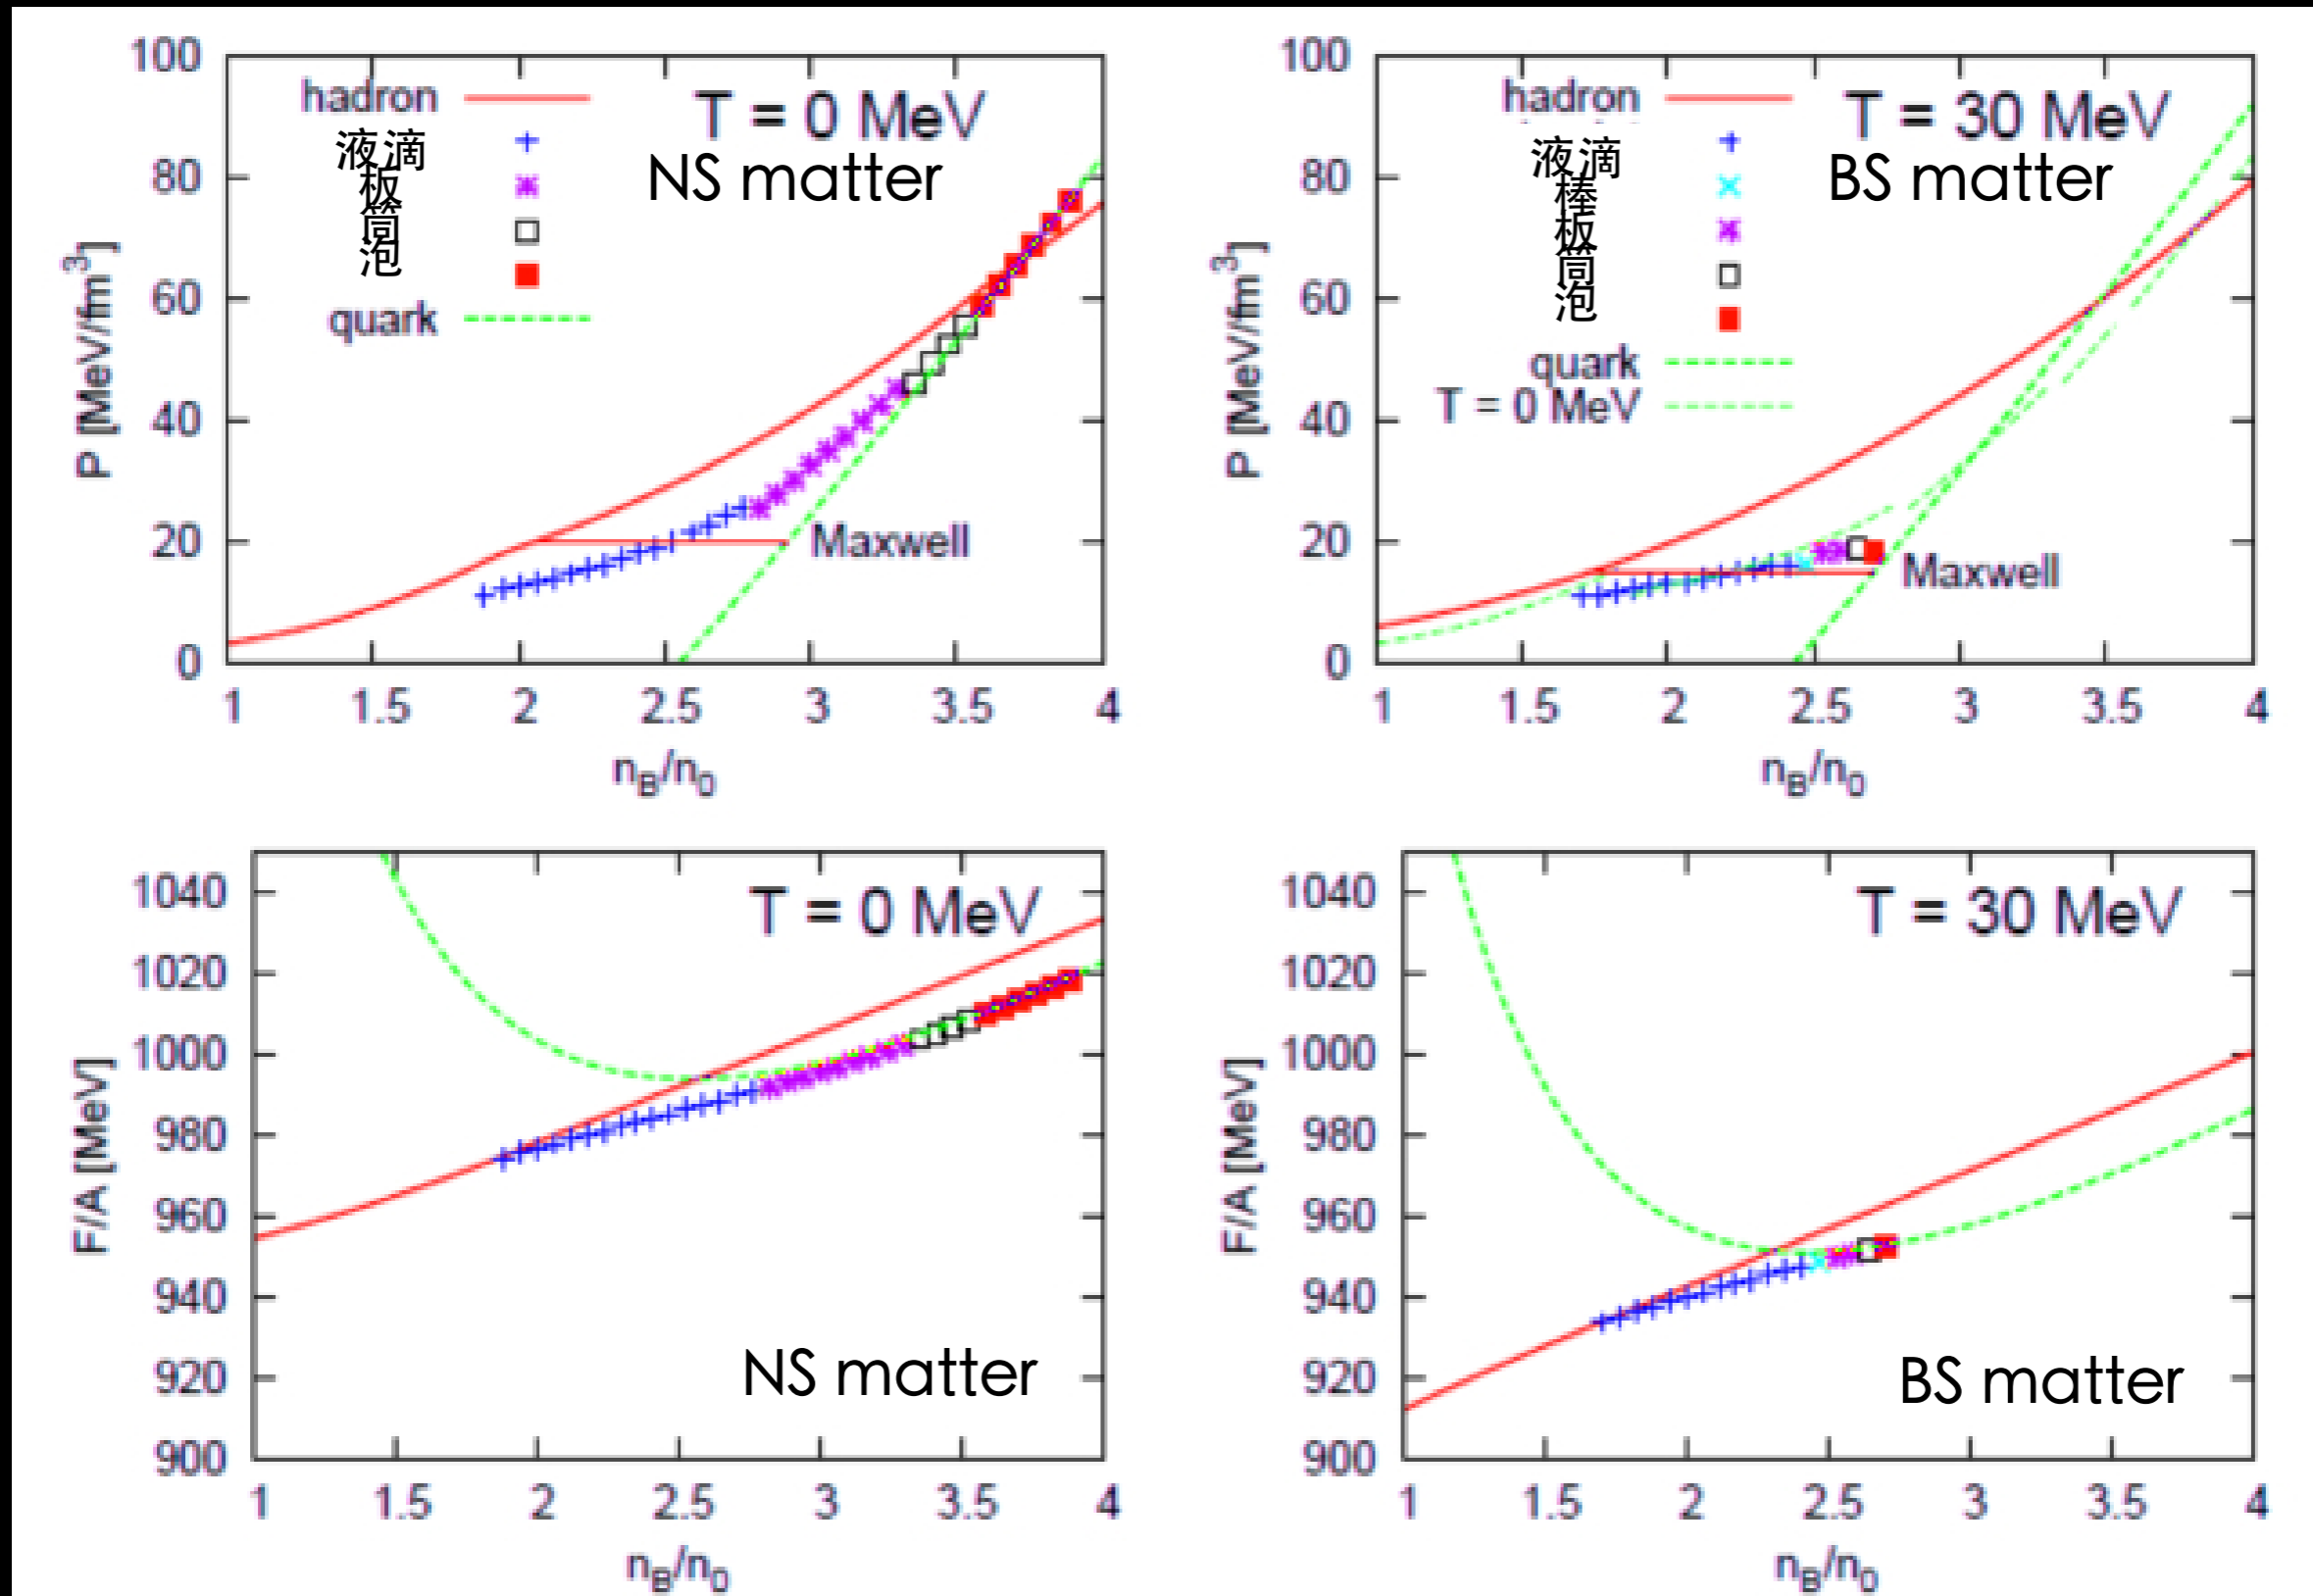 100
80
60
40
20
0
P [MeV/fm³]
hadron
液滴
板
筒
泡
quark
T = 0 MeV
NS matter
Maxwell
1 1.5 2 2.5 3 3.5 4
n_B/n_0
100
80
60
40
20
0
P [MeV/fm³]
hadron
液滴
棒
板
筒
泡
quark
T = 0 MeV
T = 30 MeV
BS matter
Maxwell
1 1.5 2 2.5 3 3.5 4
n_B/n_0
1040
1020
1000
980
960
940
920
900
F/A [MeV]
T = 0 MeV
NS matter
1 1.5 2 2.5 3 3.5 4
n_B/n_0
1040
1020
1000
980
960
940
920
900
F/A [MeV]
T = 30 MeV
BS matter
1 1.5 2 2.5 3 3.5 4
n_B/n_0